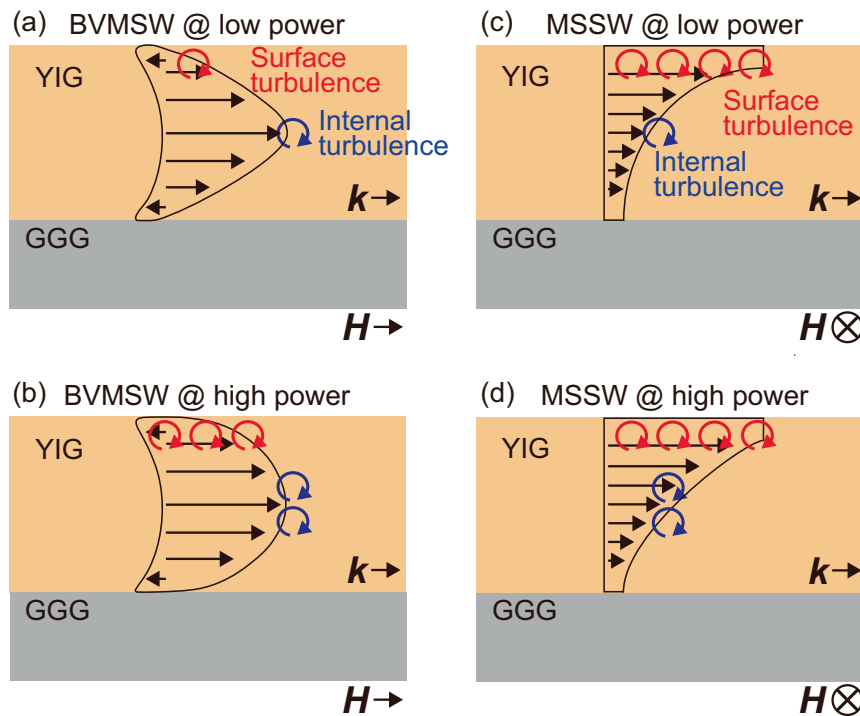 (a) BVMSW @ low power
YIG
Surface
turbulence
Internal
turbulence
k
GGG
H
(c) MSSW @ low power
YIG
Surface
turbulence
Internal
turbulence
k
GGG
H
(b) BVMSW @ high power
YIG
k
GGG
H
(d) MSSW @ high power
YIG
k
GGG
H